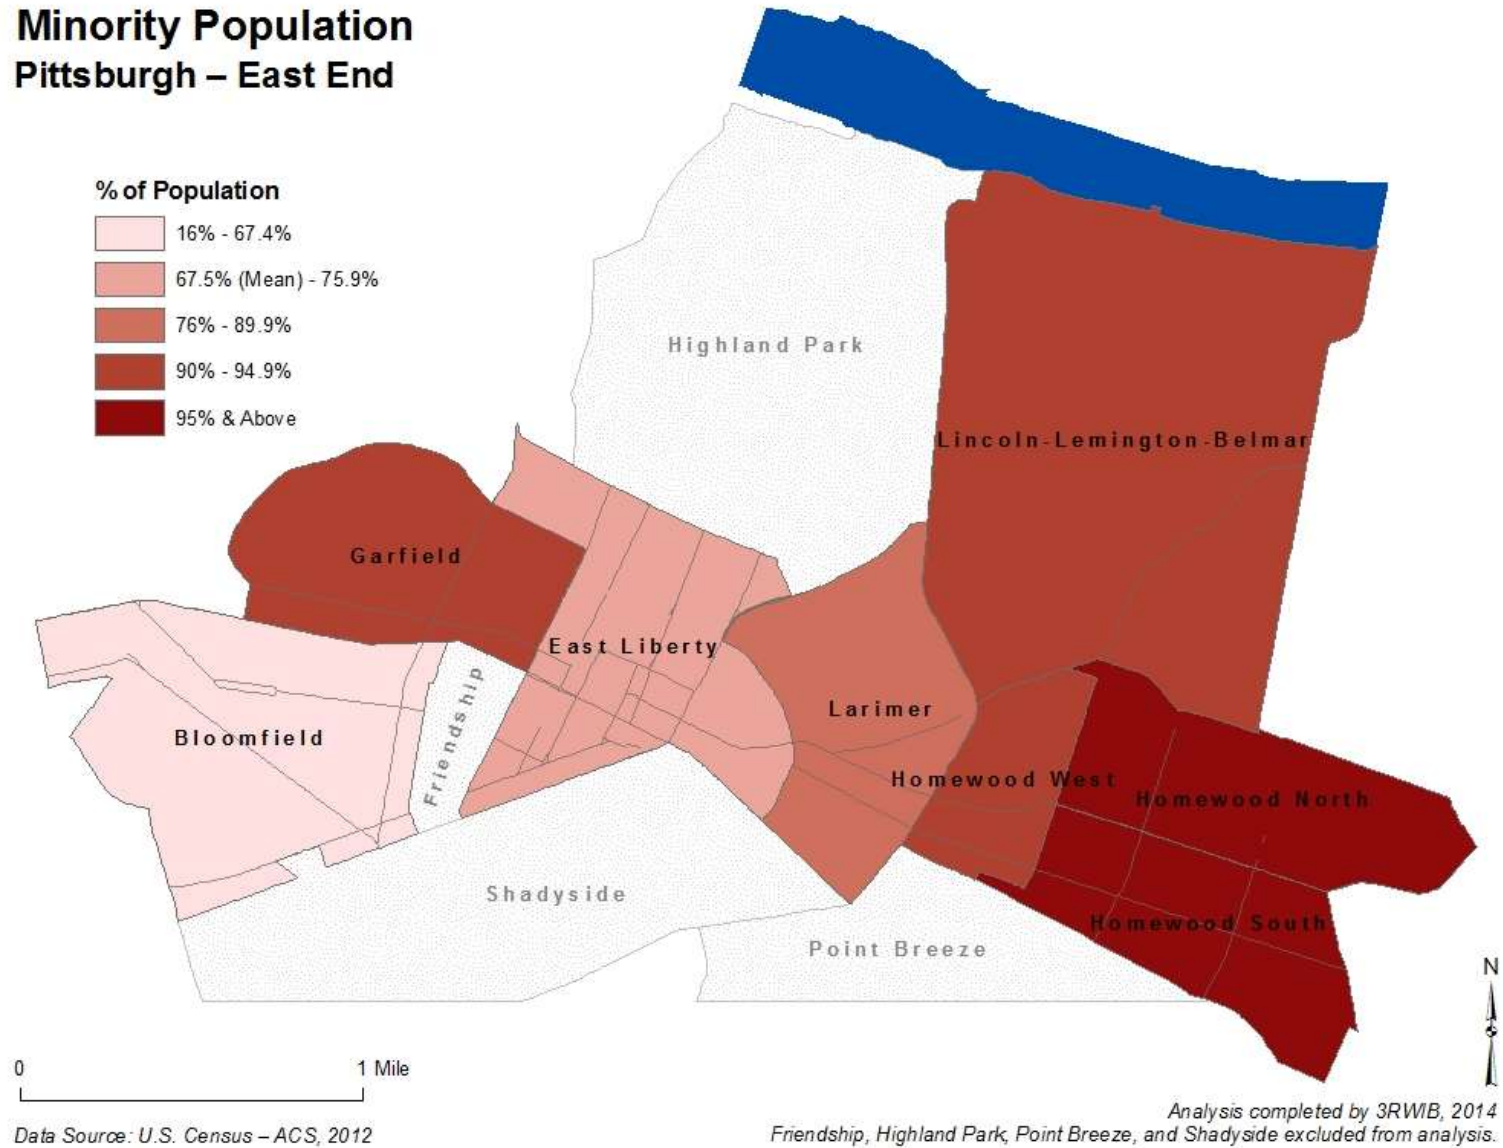 Minority Population
Pittsburgh – East End
% of Population
16% - 67.4%
67.5% (Mean) - 75.9%
76% - 89.9%
90% - 94.9%
95% & Above
Highland Park
Lincoln-Lemington-Belmar
Garfield
East Liberty
Friendship
Larimer
Bloomfield
Homewood West
Homewood North
Shadyside
Homewood South
Point Breeze
N
0 1 Mile
Analysis completed by 3RWIB, 2014
Data Source: U.S. Census – ACS, 2012
Friendship, Highland Park, Point Breeze, and Shadyside excluded from analysis